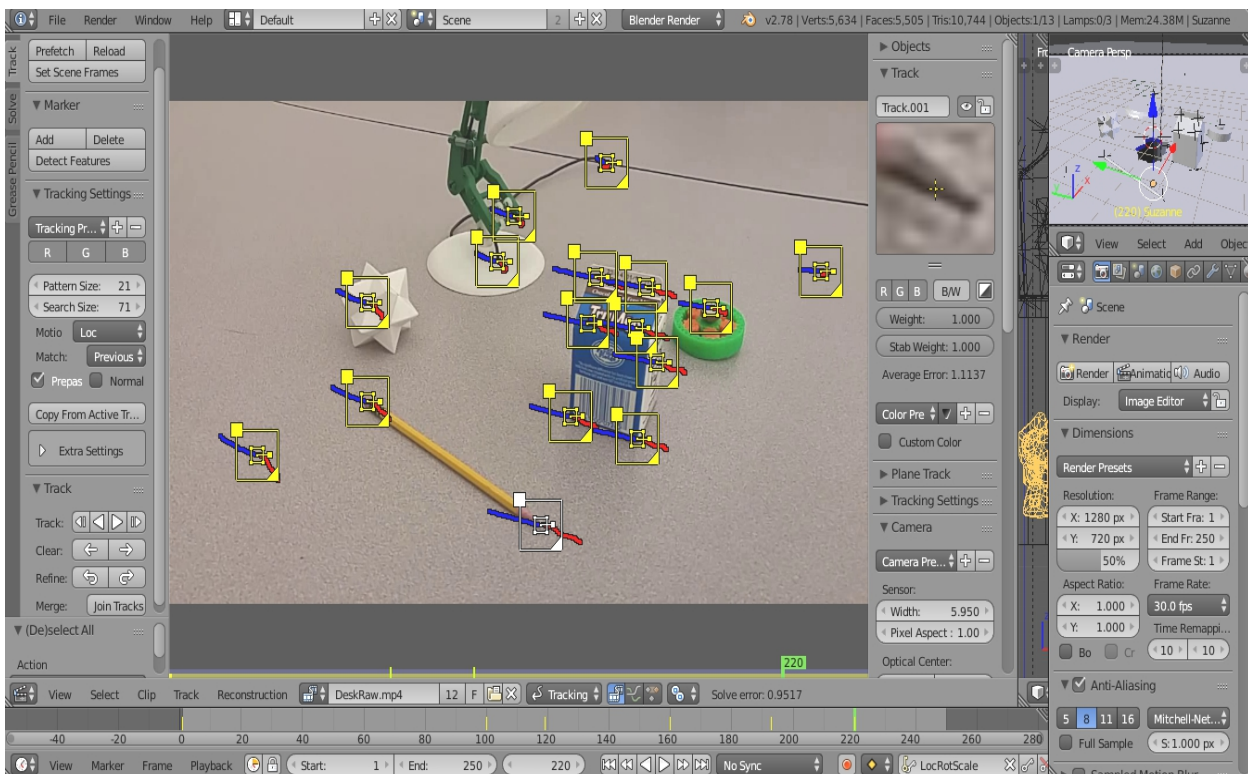 File Render Window Help Default Scene 2 Blender Render v2.78 | Verts:5,634 | Faces:5,505 | Tris:10,744 | Objects:1/13 | Lamps:0/3 | Mem:24.38M | Suzanne
Track
Solve
Grease Pencil
Prefetch Reload
Set Scene Frames
Marker
Add Delete
Detect Features
Tracking Settings
Tracking Pr...
R G B
Pattern Size: 21
Search Size: 71
Motio Loc
Match: Previous
Prepas Normal
Copy From Active Tr...
Extra Settings
Track
Track:
Clear:
Refine:
Merge: Join Tracks
(De)select All
Action
Objects
Track
Track.001
R G B B/W
Weight: 1.000
Stab Weight: 1.000
Average Error: 1.1137
Color Pre
Custom Color
Plane Track
Tracking Settings
Camera
Camera Pre...
Sensor:
Width: 5.950
Pixel Aspect : 1.00
Optical Center:
220
View Select Clip Track Reconstruction DeskRaw.mp4 12 F Tracking Solve error: 0.9517
-40 -20 0 20 40 60 80 100 120 140 160 180 200 220 240 260 280
View Marker Frame Playback Start: 1 End: 250 220 No Sync LocRotScale
Camera Persp
(220) Suzanne
View Select Add Objec
Scene
Render
Render Animatic Audio
Display: Image Editor
Dimensions
Render Presets
Resolution: Frame Range:
X: 1280 px Start Fra: 1
Y: 720 px End Fr: 250
50% Frame St: 1
Aspect Ratio: Frame Rate:
X: 1.000 30.0 fps
Y: 1.000 Time Remappi...
Bo Cr 10 10
Anti-Aliasing
5 8 11 16 Mitchell-Net...
Full Sample S:1.000 px
Sampled Motion Blur